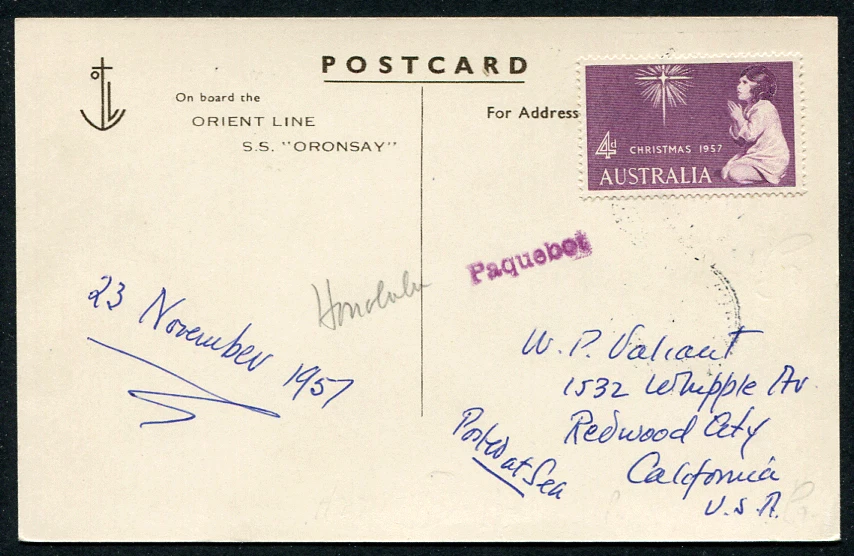 POSTCARD
On board the
ORIENT LINE
S.S. "ORONSAY"
For Address
4d
CHRISTMAS 1957
AUSTRALIA
Paquebot
Honolulu
23 November 1957
W. P. Valiant
1532 Whipple Av
Redwood City
California
U.S.A.
Posted at Sea